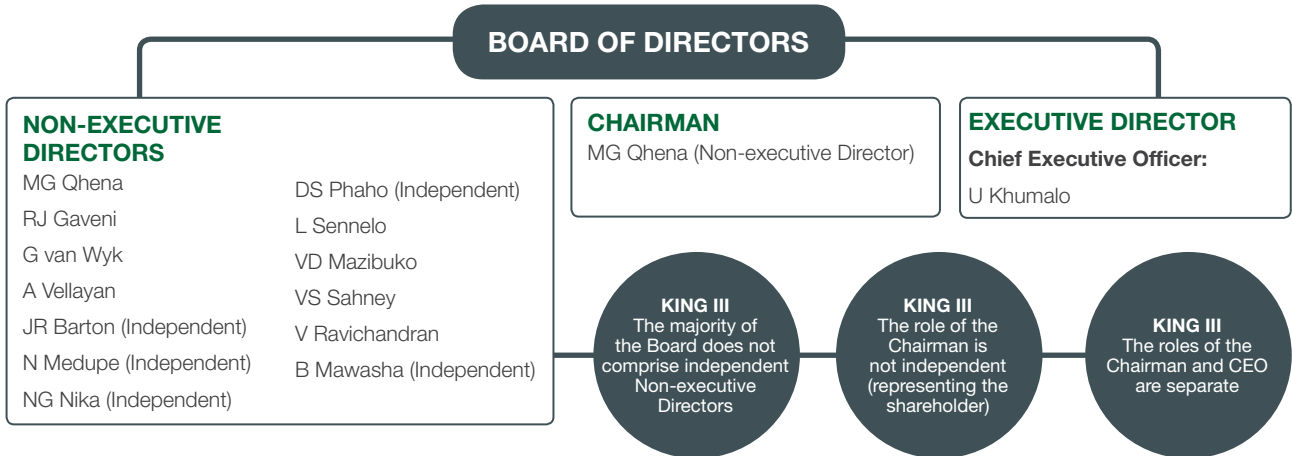 BOARD OF DIRECTORS
NON-EXECUTIVE
DIRECTORS
MG Qhena
RJ Gaveni
G van Wyk
A Vellayan
JR Barton (Independent)
N Medupe (Independent)
NG Nika (Independent)
DS Phaho (Independent)
L Sennelo
VD Mazibuko
VS Sahney
V Ravichandran
B Mawasha (Independent)
CHAIRMAN
MG Qhena (Non-executive Director)
EXECUTIVE DIRECTOR
Chief Executive Officer:
U Khumalo
KING III
The majority of
the Board does not
comprise independent
Non-executive
Directors
KING III
The role of the
Chairman is
not independent
(representing the
shareholder)
KING III
The roles of the
Chairman and CEO
are separate